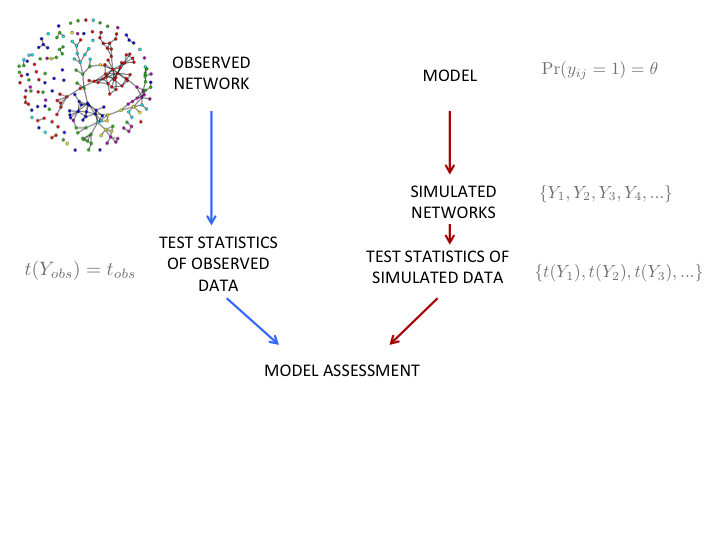 OBSERVED
NETWORK
MODEL
Pr(y_{ij} = 1) = θ
SIMULATED
NETWORKS
{Y_1, Y_2, Y_3, Y_4, ...}
TEST STATISTICS
OF OBSERVED
DATA
t(Y_{obs}) = t_{obs}
TEST STATISTICS OF
SIMULATED DATA
{t(Y_1), t(Y_2), t(Y_3), ...}
MODEL ASSESSMENT